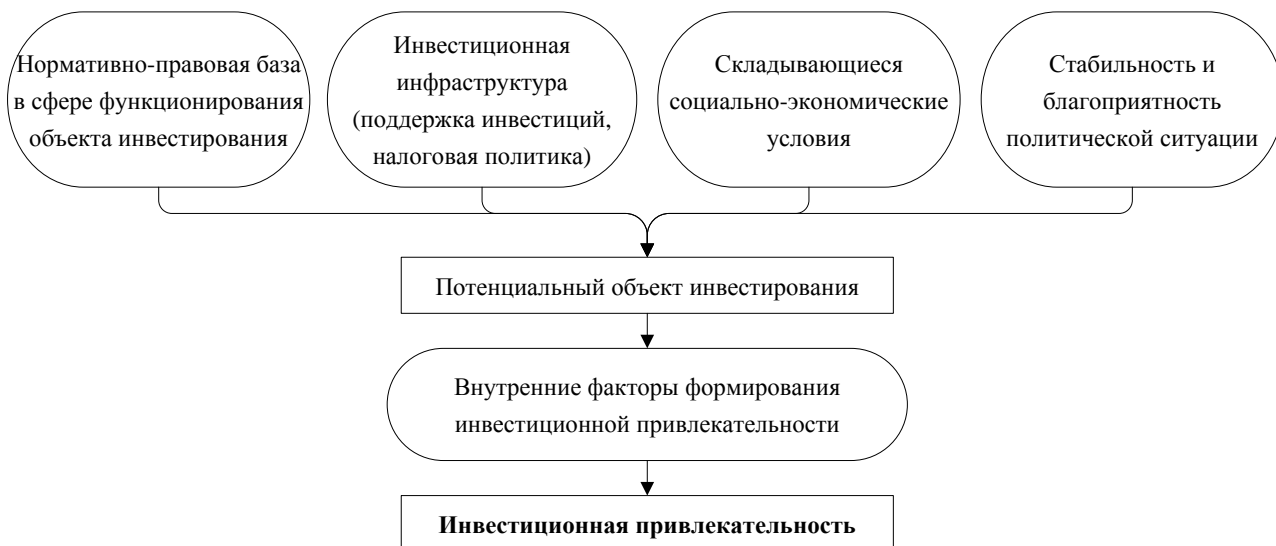 Нормативно-правовая база
в сфере функционирования
объекта инвестирования
Инвестиционная
инфраструктура
(поддержка инвестиций,
налоговая политика)
Складывающиеся
социально-экономические
условия
Стабильность и
благоприятность
политической ситуации
Потенциальный объект инвестирования
Внутренние факторы формирования
инвестиционной привлекательности
Инвестиционная привлекательность